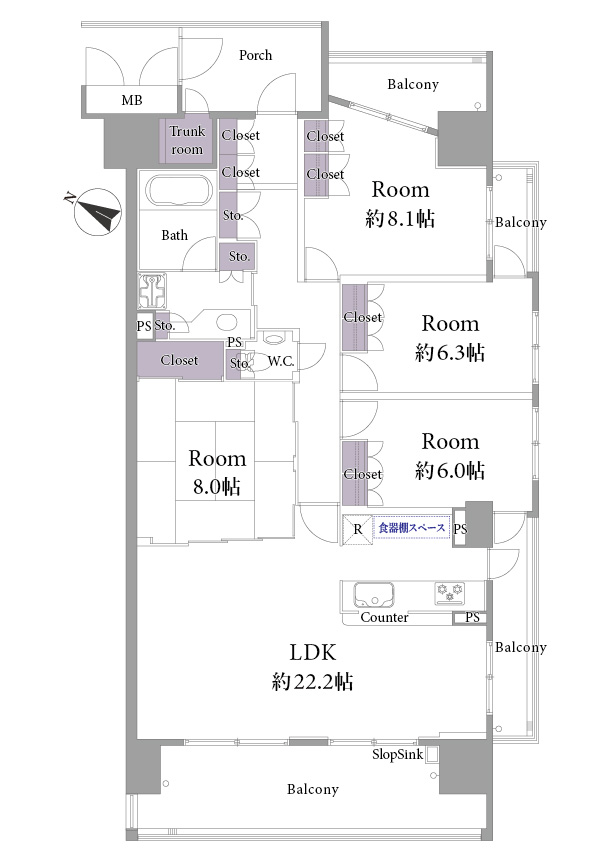 Porch
MB
Balcony
Trunk
room
Closet
Closet
Closet
Closet
N
Room
約8.1帖
Bath
Sto.
Balcony
Sto.
PS
Sto.
Closet
Room
約6.3帖
PS
Closet
Sto.
W.C.
Room
8.0帖
Room
約6.0帖
Closet
R
食器棚スペース
PS
Counter
PS
LDK
約22.2帖
Balcony
SlopSink
Balcony